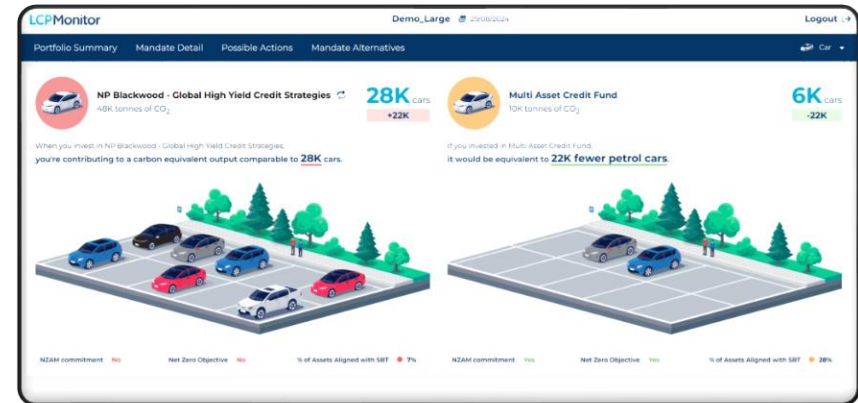 LCPMonitor
Demo_Large
Logout
Portfolio Summary Mandate Detail Possible Actions Mandate Alternatives
Car
NP Blackwood - Global High Yield Credit Strategies
48K tonnes of CO2
28K cars
+22K
When you invest in NP Blackwood - Global High Yield Credit Strategies,
you're contributing to a carbon equivalent output comparable to 28K cars.
NZAM commitment No Net Zero Objective No % of Assets Aligned with SBT 7%
Multi Asset Credit Fund
10K tonnes of CO2
6K cars
-22K
If you invested in Multi Asset Credit Fund,
it would be equivalent to 22K fewer petrol cars.
NZAM commitment Yes Net Zero Objective Yes % of Assets Aligned with SBT 28%